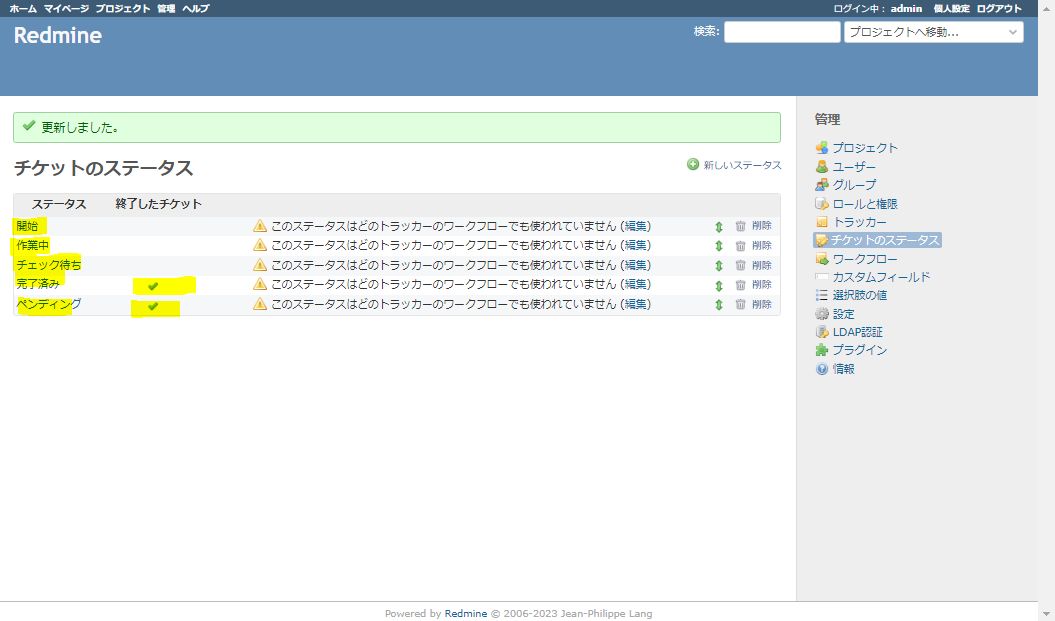 ホーム マイページ プロジェクト 管理 ヘルプ ログイン中： admin 個人設定 ログアウト
Redmine 検索: プロジェクトへ移動...
更新しました。
チケットのステータス 新しいステータス
ステータス 終了したチケット
開始 このステータスはどのトラッカーのワークフローでも使われていません (編集) 削除
作業中 このステータスはどのトラッカーのワークフローでも使われていません (編集) 削除
チェック待ち このステータスはどのトラッカーのワークフローでも使われていません (編集) 削除
完了済み このステータスはどのトラッカーのワークフローでも使われていません (編集) 削除
ペンディング このステータスはどのトラッカーのワークフローでも使われていません (編集) 削除
管理
プロジェクト
ユーザー
グループ
ロールと権限
トラッカー
チケットのステータス
ワークフロー
カスタムフィールド
選択肢の値
設定
LDAP認証
プラグイン
情報
Powered by Redmine © 2006-2023 Jean-Philippe Lang